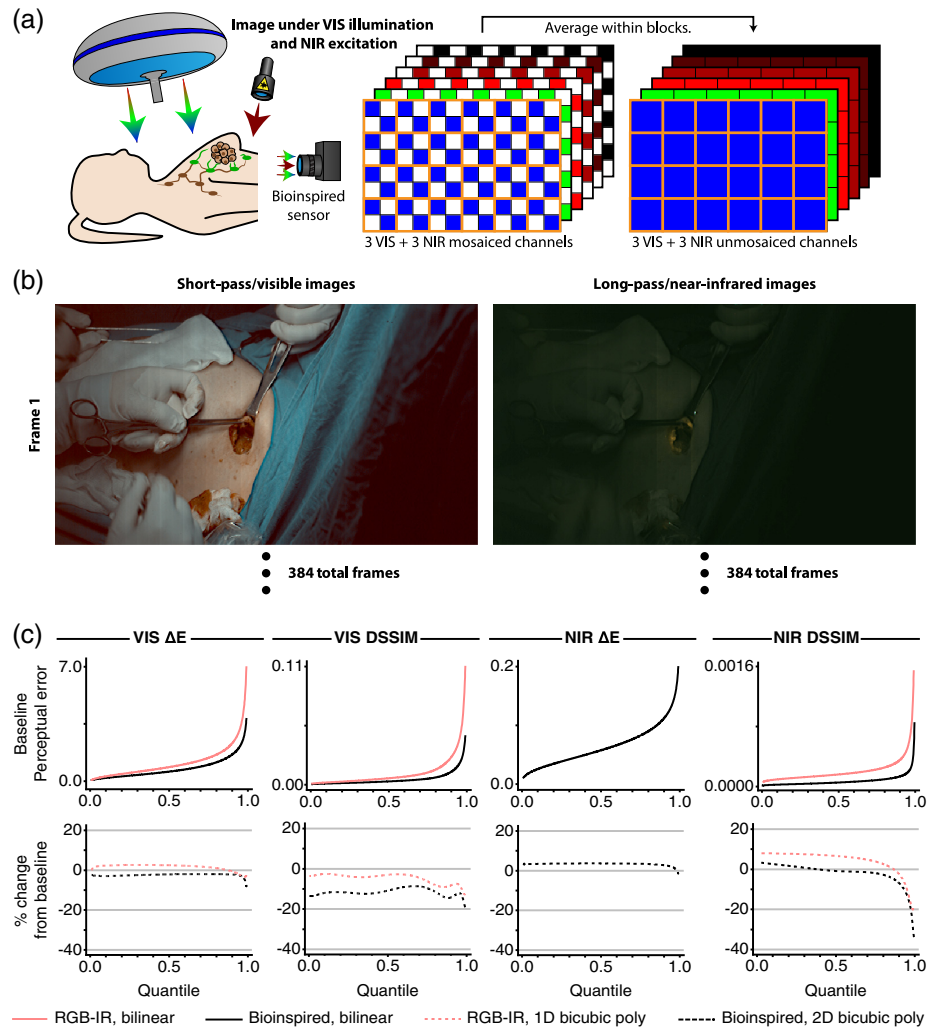 (a)
Image under VIS illumination
and NIR excitation
Average within blocks.
Bioinspired
sensor
3 VIS + 3 NIR mosaiced channels
3 VIS + 3 NIR unmosaiced channels
(b)
Short-pass/visible images
Long-pass/near-infrared images
Frame 1
384 total frames
384 total frames
(c)
VIS ΔE
VIS DSSIM
NIR ΔE
NIR DSSIM
Baseline
Perceptual error
7.0
0.0
0.0 0.5 1.0
0.11
0.00
0.0 0.5 1.0
0.2
0.0
0.0 0.5 1.0
0.0016
0.0000
0.0 0.5 1.0
% change
from baseline
20
0
-20
-40
0.0 0.5 1.0
Quantile
20
0
-20
-40
0.0 0.5 1.0
Quantile
20
0
-20
-40
0.0 0.5 1.0
Quantile
20
0
-20
-40
0.0 0.5 1.0
Quantile
RGB-IR, bilinear
Bioinspired, bilinear
RGB-IR, 1D bicubic poly
Bioinspired, 2D bicubic poly